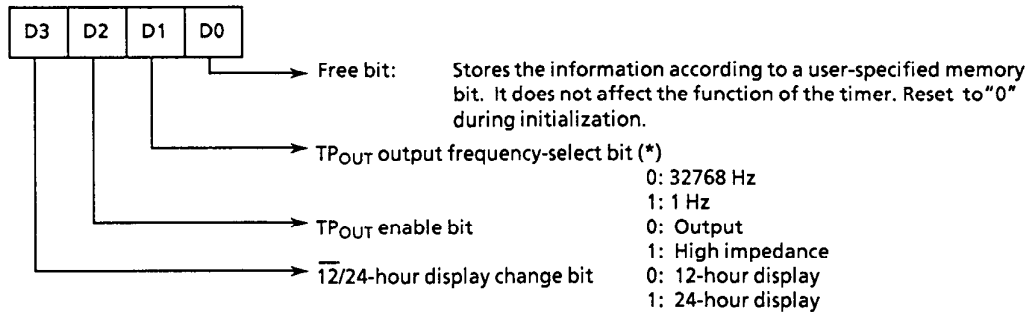 D3 D2 D1 D0
Free bit: Stores the information according to a user-specified memory
bit. It does not affect the function of the timer. Reset to "0"
during initialization.
TPOUT output frequency-select bit (*)
0: 32768 Hz
1: 1 Hz
TPOUT enable bit 0: Output
1: High impedance
12/24-hour display change bit 0: 12-hour display
1: 24-hour display